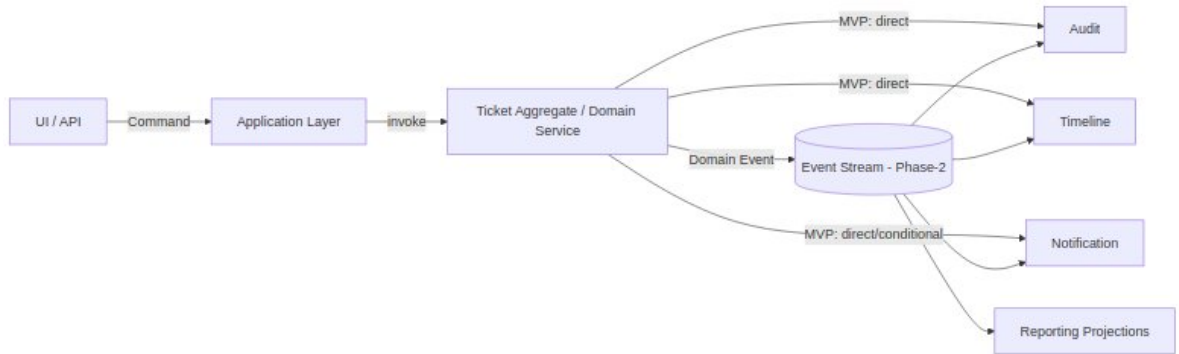 MVP: direct
Audit
MVP: direct
UI / API
Command
Application Layer
invoke
Ticket Aggregate / Domain
Service
Timeline
Domain Event
Event Stream - Phase-2
MVP: direct/conditional
Notification
Reporting Projections